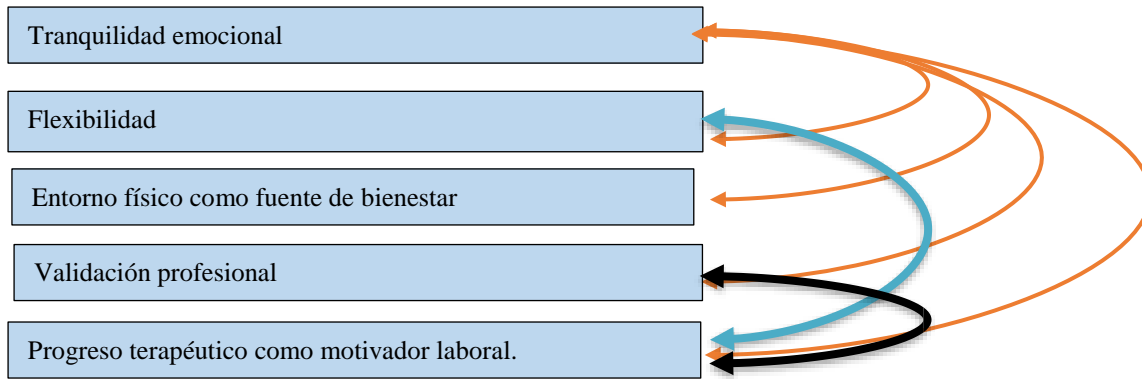 Tranquilidad emocional
Flexibilidad
Entorno físico como fuente de bienestar
Validación profesional
Progreso terapéutico como motivador laboral.